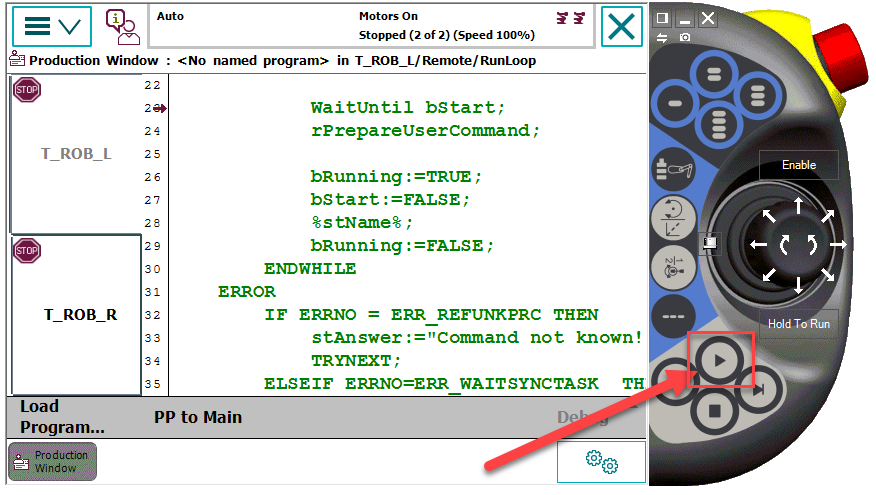 Auto
Motors On
Stopped (2 of 2) (Speed 100%)
Production Window : <No named program> in T_ROB_L/Remote/RunLoop
STOP
T_ROB_L
STOP
T_ROB_R
22
23 WaitUntil bStart;
24 rPrepareUserCommand;
25
26 bRunning:=TRUE;
27 bStart:=FALSE;
28 %stName%;
29 bRunning:=FALSE;
30 ENDWHILE
31 ERROR
32 IF ERRNO = ERR_REFUNKPRC THEN
33 stAnswer:="Command not known!
34 TRYNEXT;
35 ELSEIF ERRNO=ERR_WAITSYNCTASK TH
Load
Program...
PP to Main
Debug
Production
Window
Enable
Hold To Run